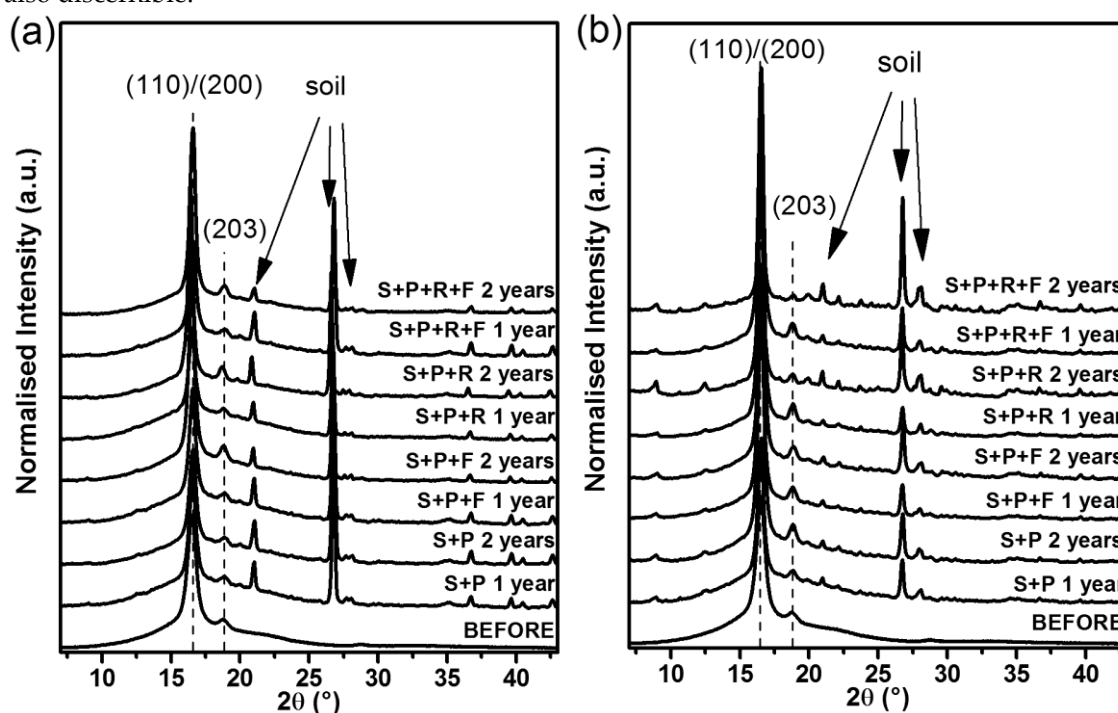 also discernible.
(a)
(110)/(200)
soil
(203)
S+P+R+F 2 years
S+P+R+F 1 year
S+P+R 2 years
S+P+R 1 year
S+P+F 2 years
S+P+F 1 year
S+P 2 years
S+P 1 year
BEFORE
Normalised Intensity (a.u.)
10 15 20 25 30 35 40
2θ (°)
(b)
(110)/(200)
soil
(203)
S+P+R+F 2 years
S+P+R+F 1 year
S+P+R 2 years
S+P+R 1 year
S+P+F 2 years
S+P+F 1 year
S+P 2 years
S+P 1 year
BEFORE
Normalised Intensity (a.u.)
10 15 20 25 30 35 40
2θ (°)